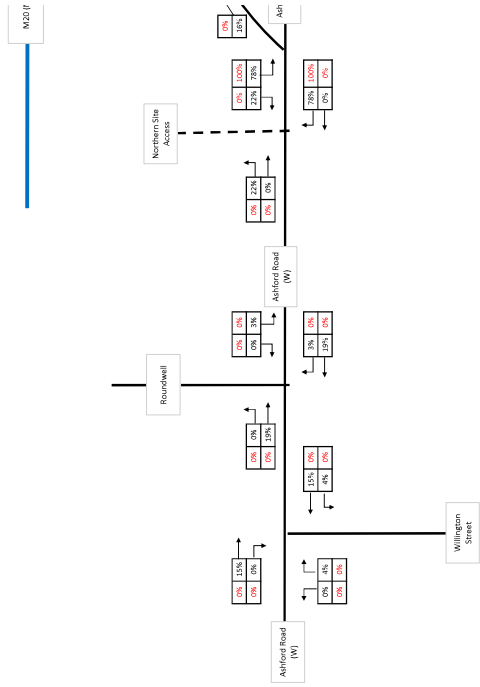 M20 (
Ash
0%
16%
0% 100%
22% 78%
78% 100%
0% 0%
Northern Site
Access
0% 22%
0% 0%
Ashford Road
(W)
0% 0%
0% 3%
3% 0%
19% 0%
Roundwell
0% 0%
0% 19%
15% 0%
4% 0%
Willington
Street
0% 15%
0% 0%
0% 4%
0% 0%
Ashford Road
(W)